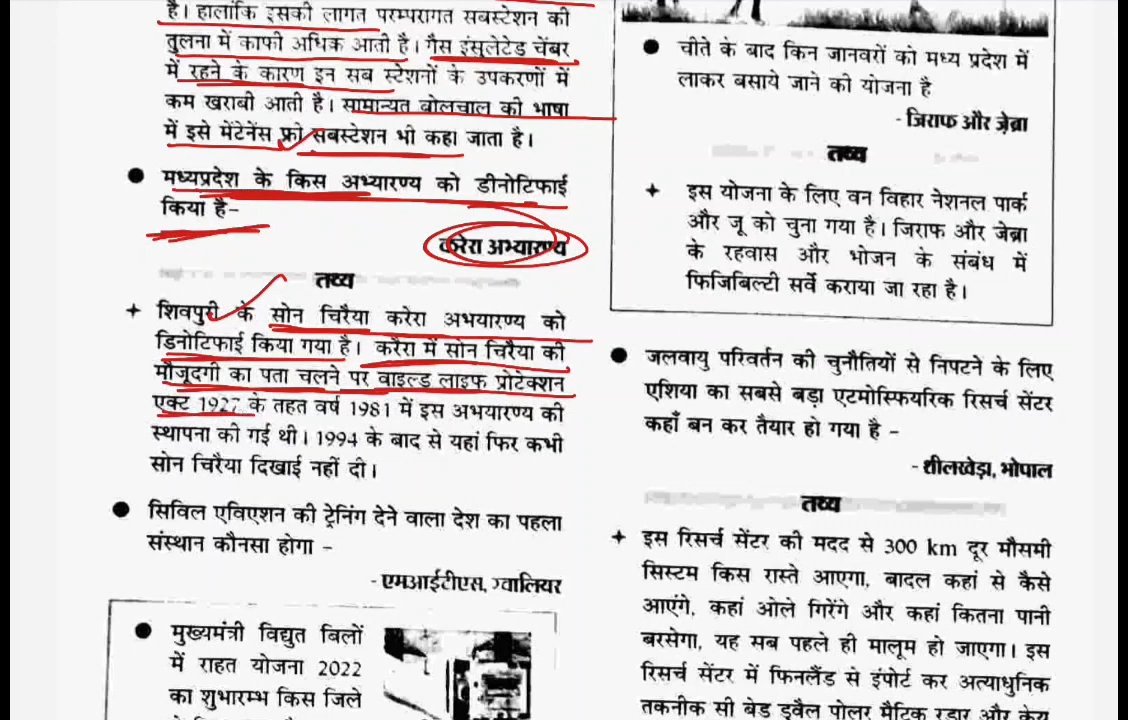 है। हालांकि इसकी लागत परम्परागत सबस्टेशन की
तुलना में काफी अधिक आती है। गैस इंसुलेटेड चेंबर
में रहने के कारण इन सब स्टेशनों के उपकरणों में
कम खराबी आती है। सामान्यत बोलचाल की भाषा
में इसे मेंटेनेंस फ्री सबस्टेशन भी कहा जाता है।
● मध्यप्रदेश के किस अभ्यारण्य को डीनोटिफाई
किया है–
करेरा अभ्यारण्य
तथ्य
+ शिवपुरी के सोन चिरैया करेरा अभयारण्य को
डिनोटिफाई किया गया है। करैरा में सोन चिरैया की
मौजूदगी का पता चलने पर वाइल्ड लाइफ प्रोटेक्शन
एक्ट 1927 के तहत वर्ष 1981 में इस अभयारण्य की
स्थापना की गई थी। 1994 के बाद से यहां फिर कभी
सोन चिरैया दिखाई नहीं दी।
● सिविल एविएशन की ट्रेनिंग देने वाला देश का पहला
संस्थान कौनसा होगा –
- एमआईटीएस, ग्वालियर
● मुख्यमंत्री विद्युत बिलों
में राहत योजना 2022
का शुभारम्भ किस जिले
● चीते के बाद किन जानवरों को मध्य प्रदेश में
लाकर बसाये जाने की योजना है
- जिराफ और जे़ब्रा
तथ्य
+ इस योजना के लिए वन विहार नेशनल पार्क
और जू को चुना गया है। जिराफ और जेब्रा
के रहवास और भोजन के संबंध में
फिजिबिल्टी सर्वे कराया जा रहा है।
● जलवायु परिवर्तन की चुनौतियों से निपटने के लिए
एशिया का सबसे बड़ा एटमोस्फियरिक रिसर्च सेंटर
कहाँ बन कर तैयार हो गया है –
- शीलखेड़ा, भोपाल
तथ्य
+ इस रिसर्च सेंटर की मदद से 300 km दूर मौसमी
सिस्टम किस रास्ते आएगा, बादल कहां से कैसे
आएंगे, कहां ओले गिरेंगे और कहां कितना पानी
बरसेगा, यह सब पहले ही मालूम हो जाएगा। इस
रिसर्च सेंटर में फिनलैंड से इंपोर्ट कर अत्याधुनिक
तकनीक सी बेड डवैल पोलर मैट्रिक रडार और